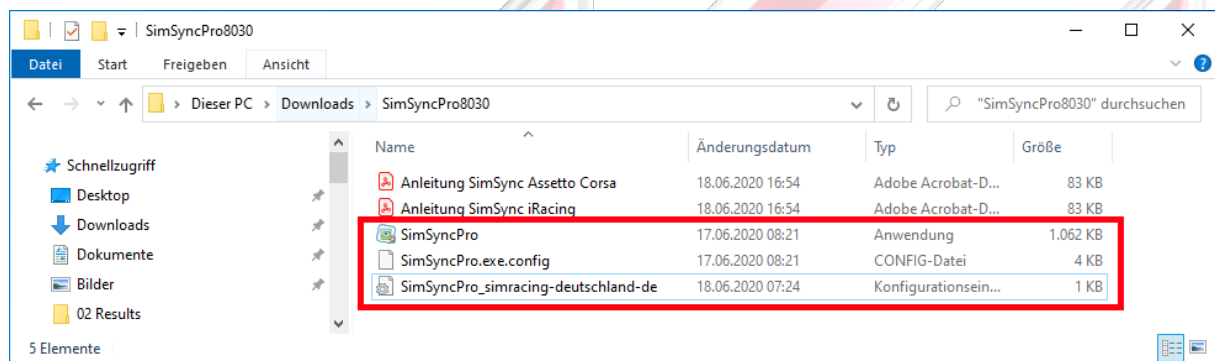 SimSyncPro8030
Datei Start Freigeben Ansicht
Dieser PC > Downloads > SimSyncPro8030 "SimSyncPro8030" durchsuchen
Name Änderungsdatum Typ Größe
Schnellzugriff
Desktop
Downloads
Dokumente
Bilder
02 Results
Anleitung SimSync Assetto Corsa 18.06.2020 16:54 Adobe Acrobat-D... 83 KB
Anleitung SimSync iRacing 18.06.2020 16:54 Adobe Acrobat-D... 83 KB
SimSyncPro 17.06.2020 08:21 Anwendung 1.062 KB
SimSyncPro.exe.config 17.06.2020 08:21 CONFIG-Datei 4 KB
SimSyncPro_simracing-deutschland-de 18.06.2020 07:24 Konfigurationsein... 1 KB
5 Elemente